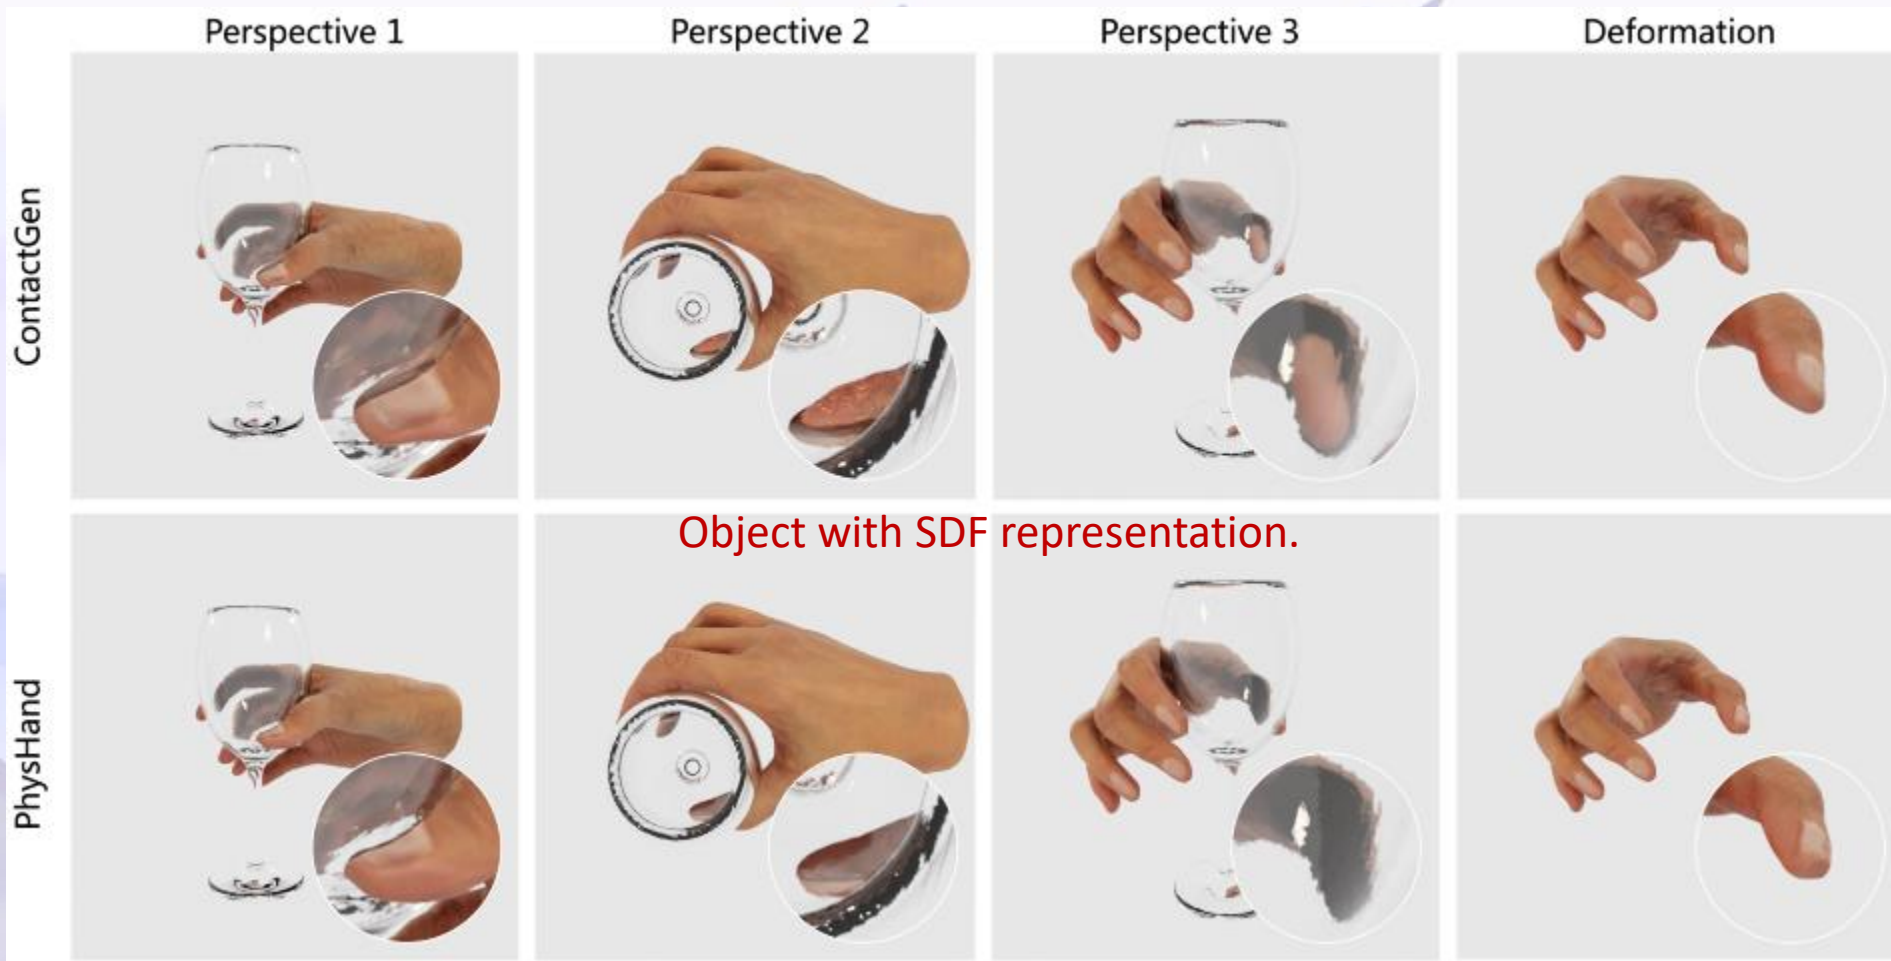 Perspective 1
Perspective 2
Perspective 3
Deformation
ContactGen
Object with SDF representation.
PhysHand